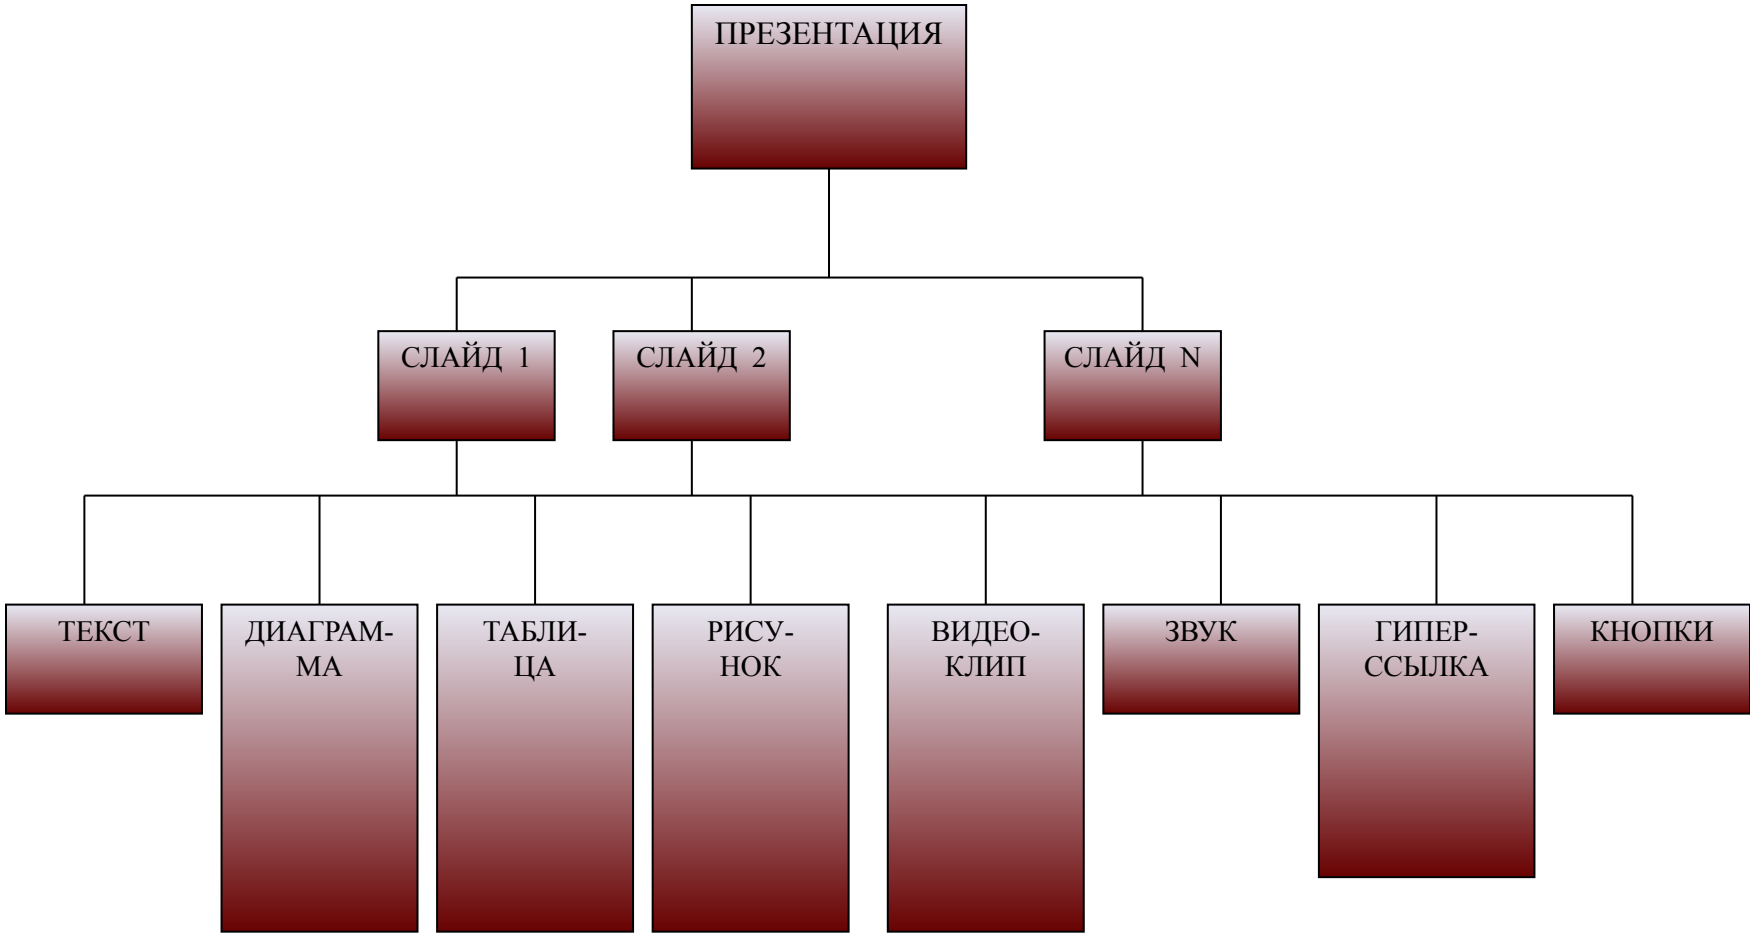 ПРЕЗЕНТАЦИЯ
СЛАЙД 1
СЛАЙД 2
СЛАЙД N
ТЕКСТ
ДИАГРАМ-
МА
ТАБЛИ-
ЦА
РИСУ-
НОК
ВИДЕО-
КЛИП
ЗВУК
ГИПЕР-
ССЫЛКА
КНОПКИ